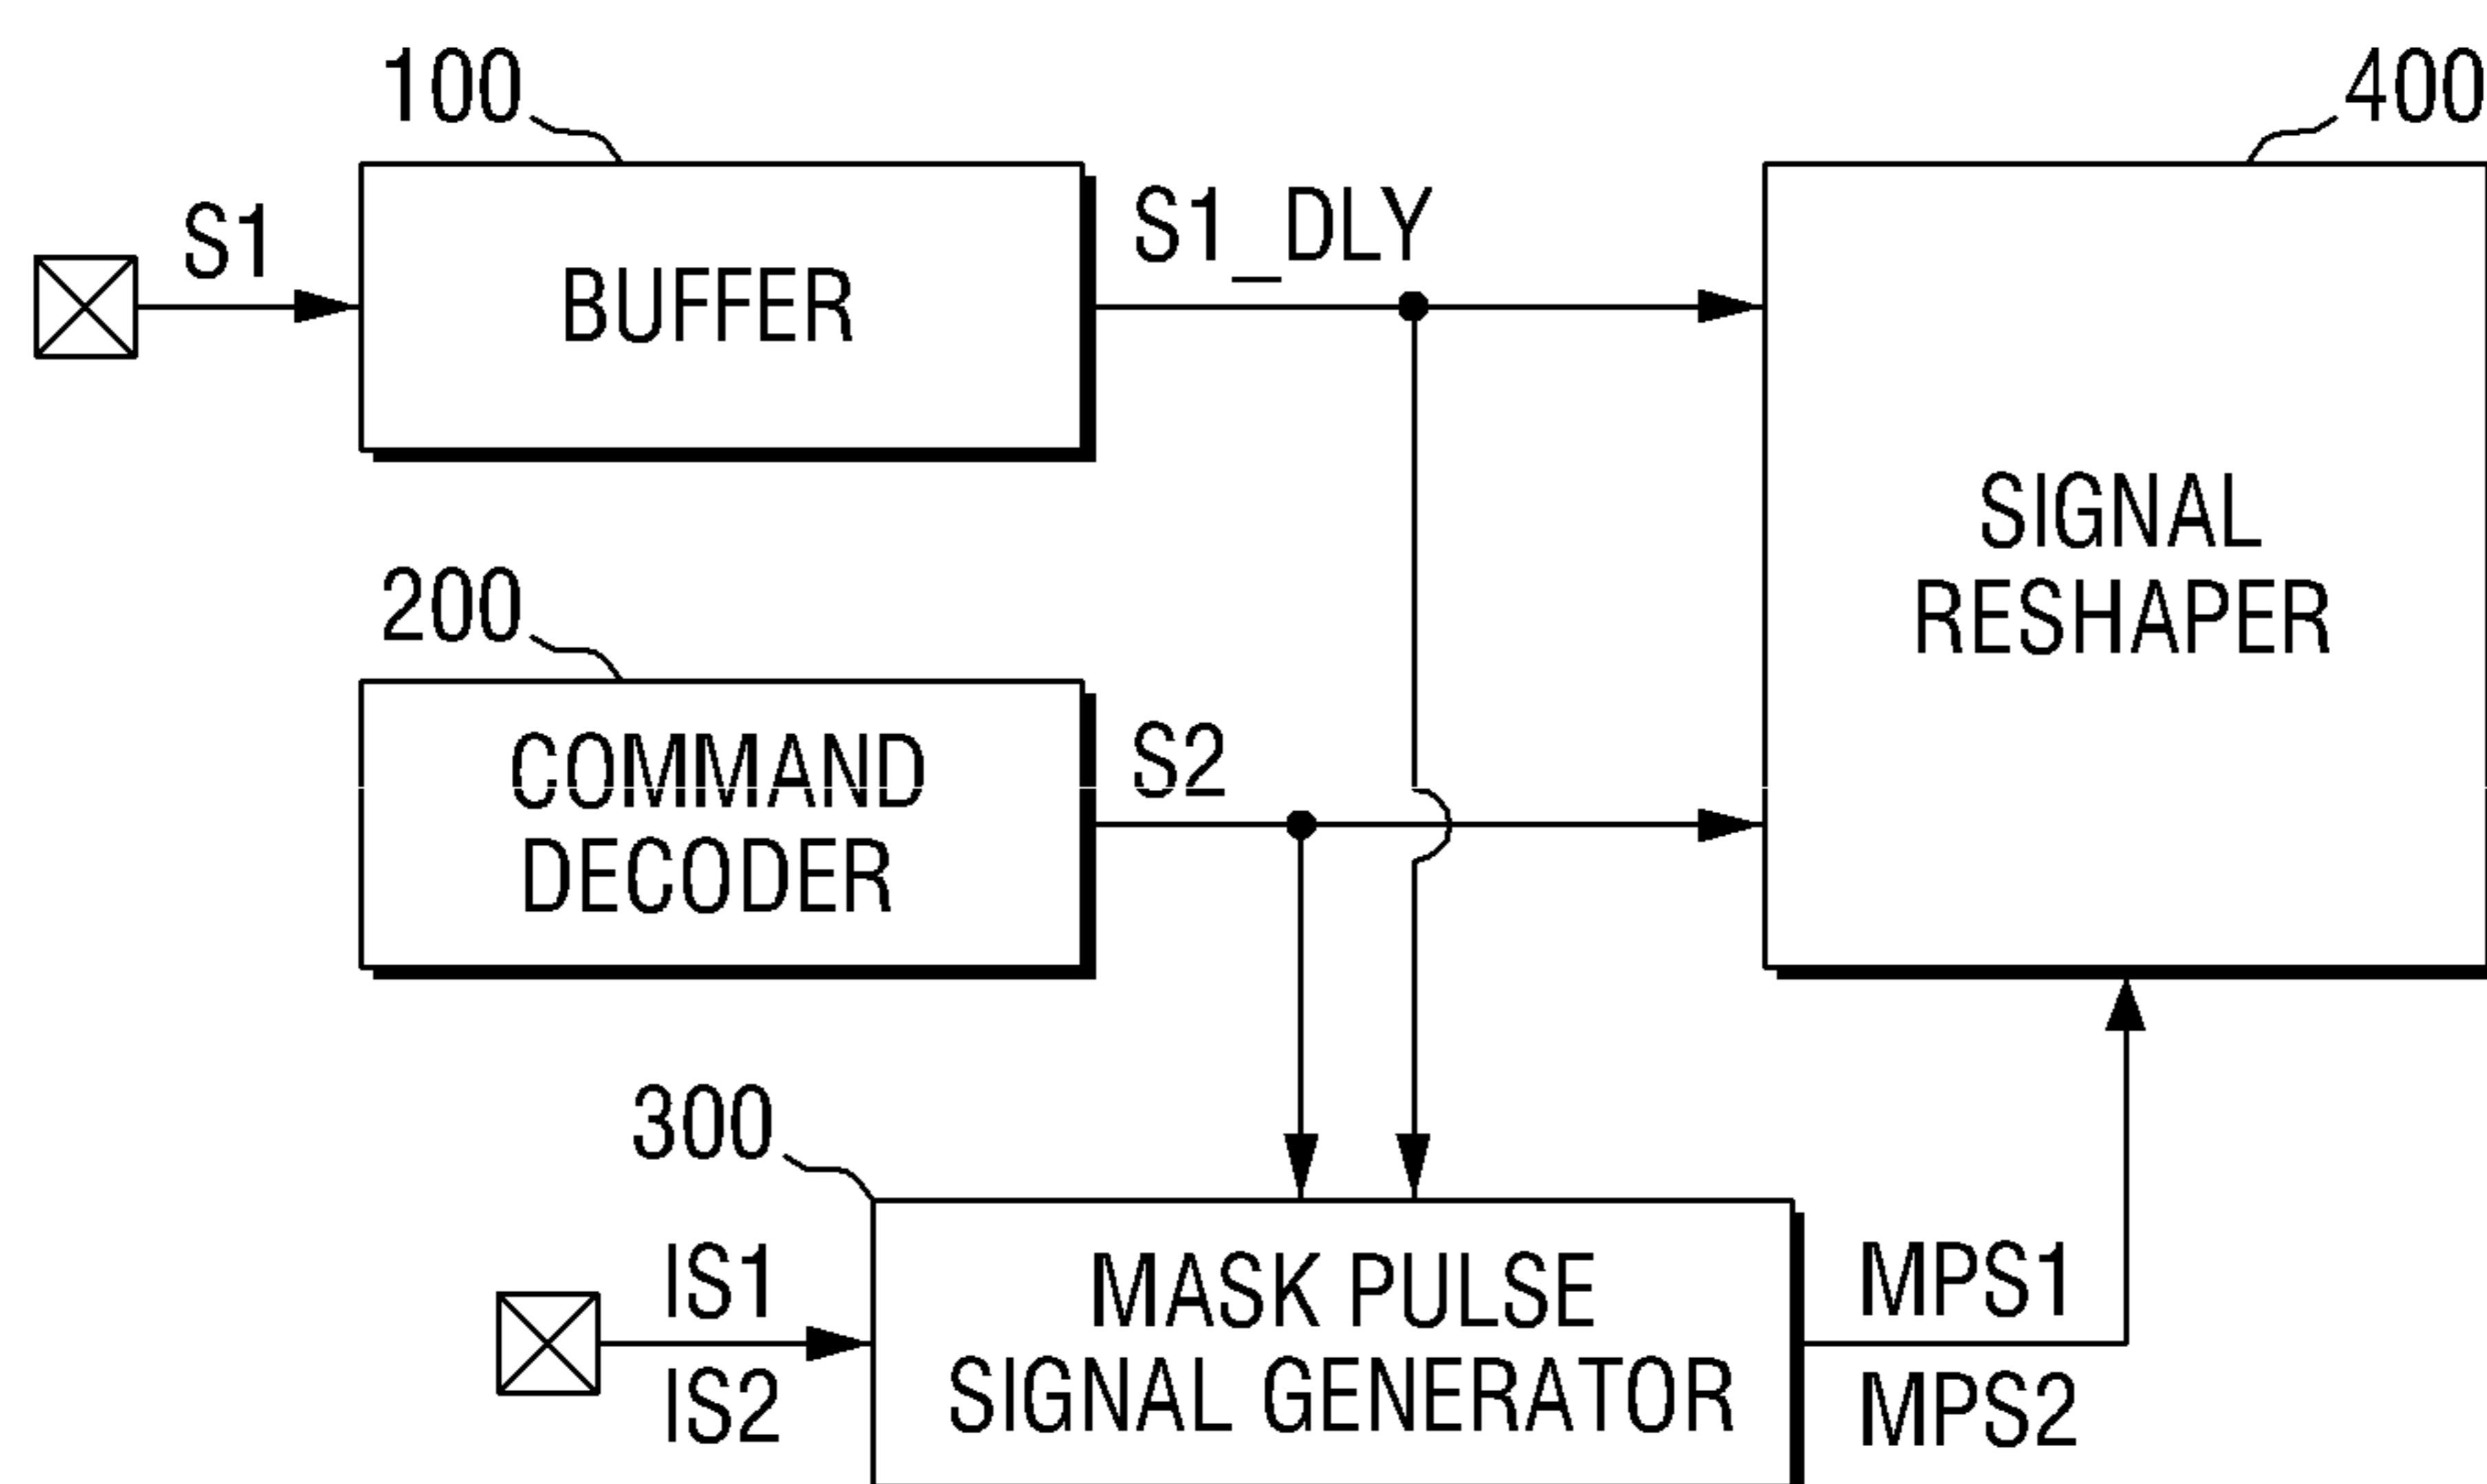 100
400
S1
BUFFER
S1_DLY
SIGNAL
RESHAPER
200
COMMAND
DECODER
S2
300
IS1
IS2
MASK PULSE
SIGNAL GENERATOR
MPS1
MPS2